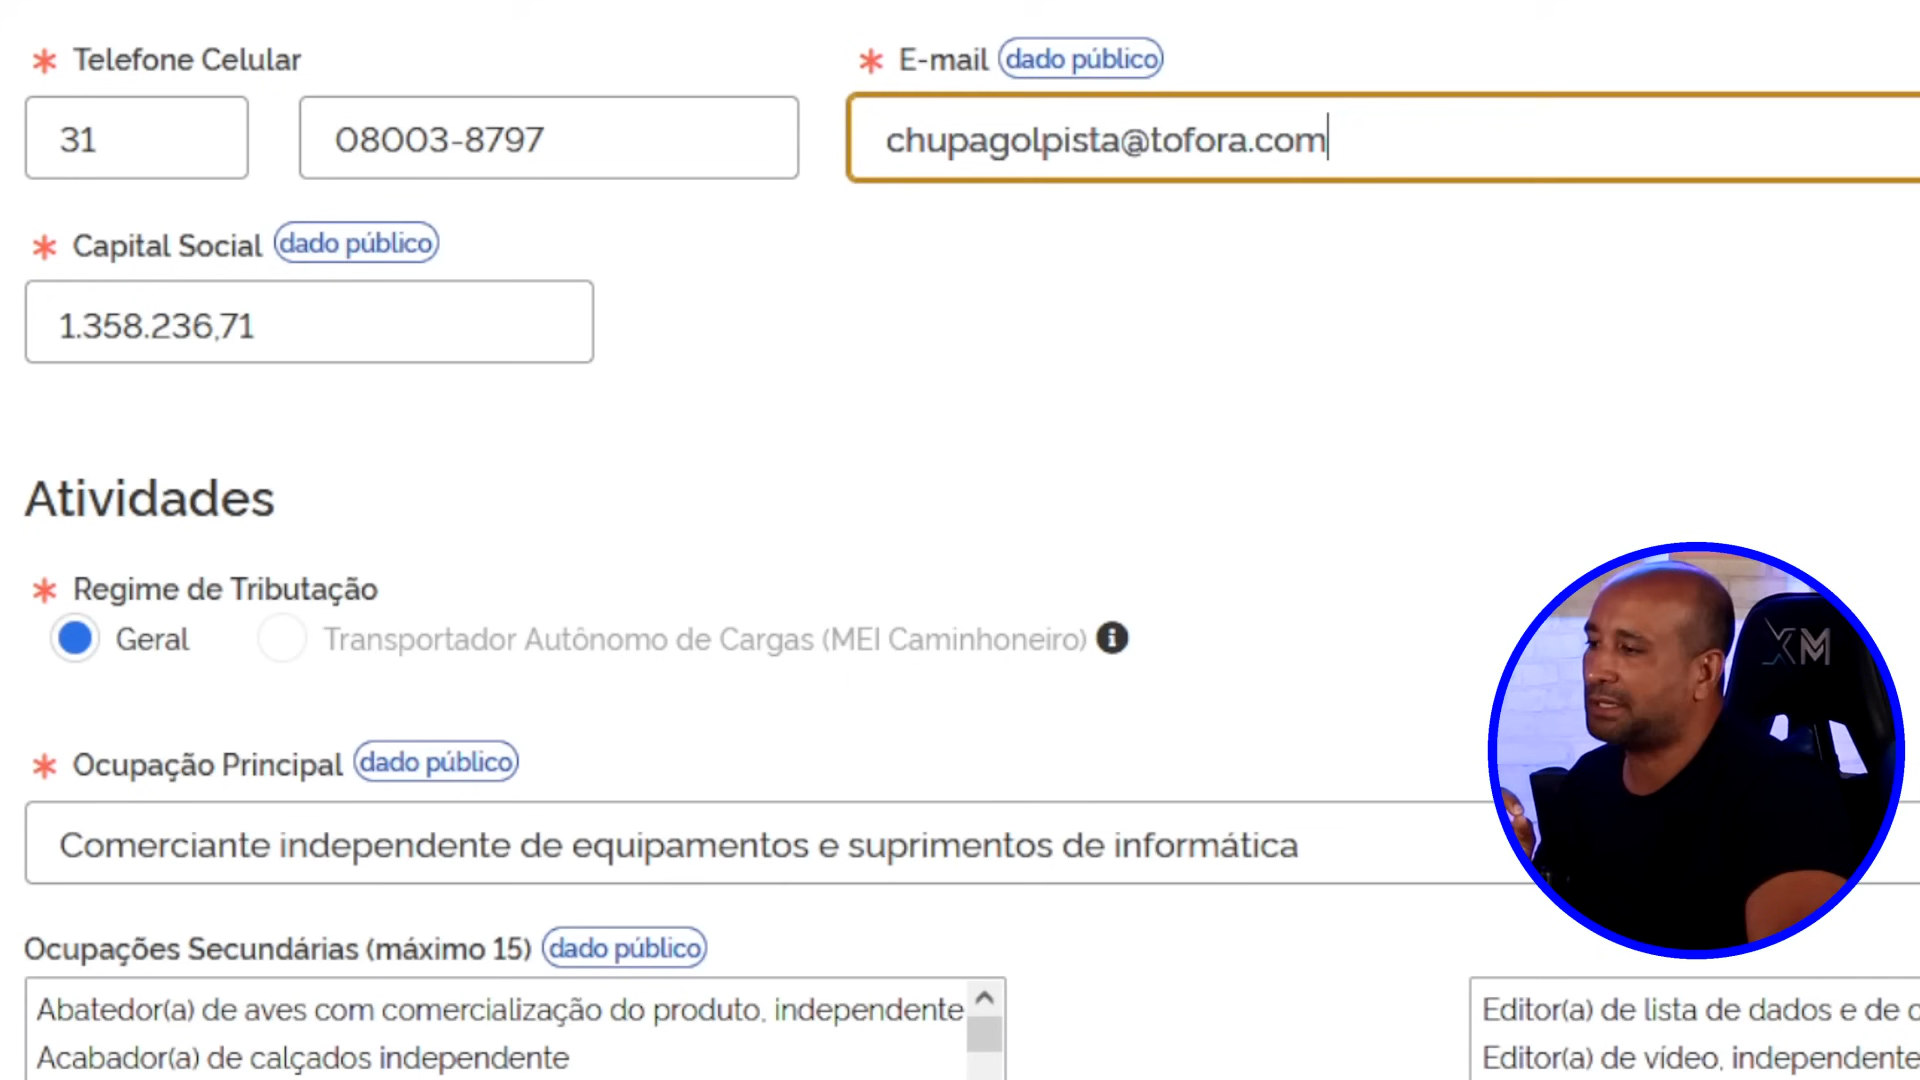 * Telefone Celular
* E-mail dado público
31
08003-8797
chupagolpista@tofora.com
* Capital Social dado público
1.358.236,71
Atividades
* Regime de Tributação
Geral
Transportador Autônomo de Cargas (MEI Caminhoneiro)
* Ocupação Principal dado público
Comerciante independente de equipamentos e suprimentos de informática
Ocupações Secundárias (máximo 15) dado público
Abatedor(a) de aves com comercialização do produto, independente
Acabador(a) de calçados independente
Editor(a) de lista de dados e de
Editor(a) de vídeo, independente
XM